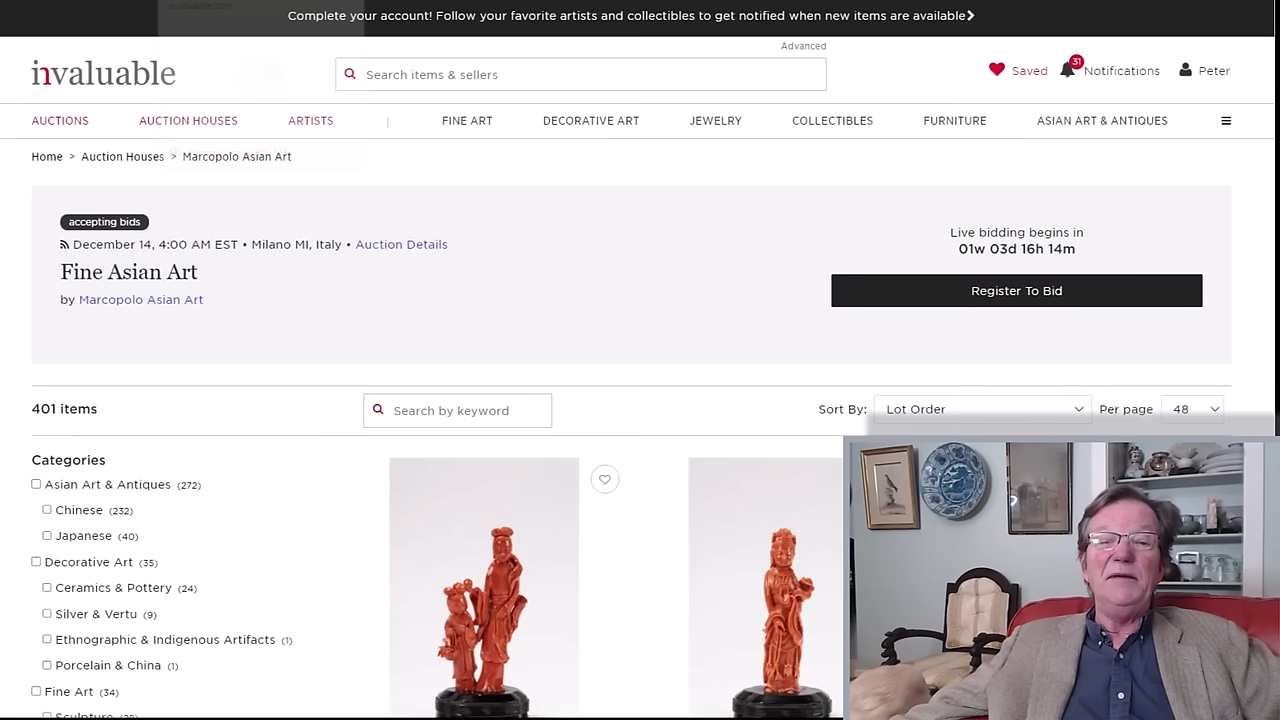 invaluable.com
Complete your account! Follow your favorite artists and collectibles to get notified when new items are available
Advanced
invaluable
Search items & sellers
Saved
31
Notifications
Peter
AUCTIONS
AUCTION HOUSES
ARTISTS
|
FINE ART
DECORATIVE ART
JEWELRY
COLLECTIBLES
FURNITURE
ASIAN ART & ANTIQUES
Home > Auction Houses > Marcopolo Asian Art
accepting bids
December 14, 4:00 AM EST • Milano MI, Italy • Auction Details
Fine Asian Art
by Marcopolo Asian Art
Live bidding begins in
01w 03d 16h 14m
Register To Bid
401 items
Search by keyword
Sort By: Lot Order
Per page 48
Categories
Asian Art & Antiques (272)
Chinese (232)
Japanese (40)
Decorative Art (35)
Ceramics & Pottery (24)
Silver & Vertu (9)
Ethnographic & Indigenous Artifacts (1)
Porcelain & China (1)
Fine Art (34)
Sculpture